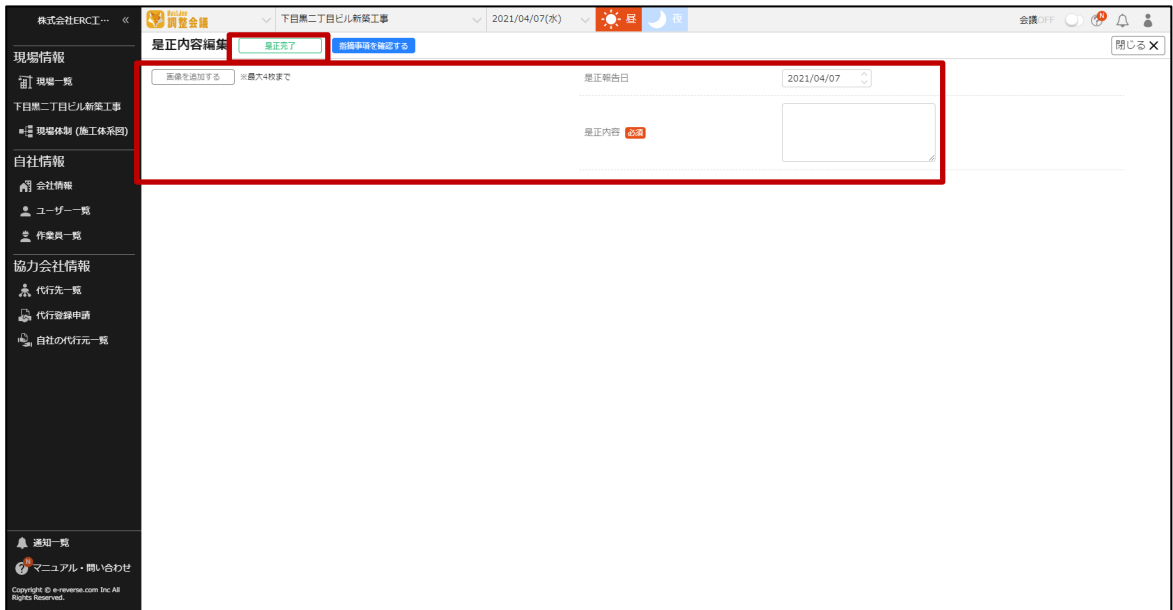 株式会社ERC工… «
現場情報
現場一覧
下目黒二丁目ビル新築工事
現場体制 (施工体系図)
自社情報
会社情報
ユーザー一覧
作業員一覧
協力会社情報
代行先一覧
代行登録申請
自社の代行元一覧
通知一覧
N
マニュアル・問い合わせ
Copyright © e-reverse.com Inc All
Rights Reserved.
調整会議
下目黒二丁目ビル新築工事
2021/04/07(水)
昼
夜
会議OFF
N
是正内容編集
是正完了
指摘事項を確認する
閉じる X
画像を追加する ※最大4枚まで
是正報告日
2021/04/07
是正内容 必須